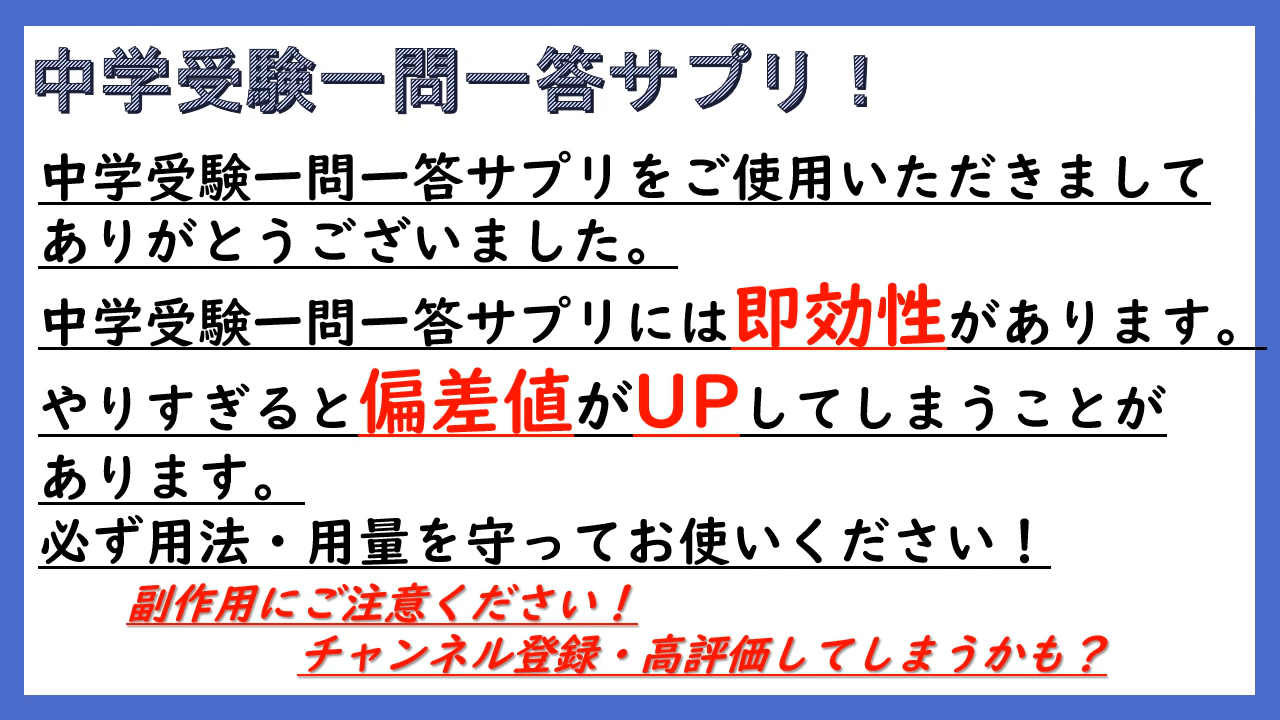 中学受験一問一答サプリ！
中学受験一問一答サプリをご使用いただきまして
ありがとうございました。
中学受験一問一答サプリには即効性があります。
やりすぎると偏差値がUPしてしまうことが
あります。
必ず用法・用量を守ってお使いください！
副作用にご注意ください！
チャンネル登録・高評価してしまうかも？